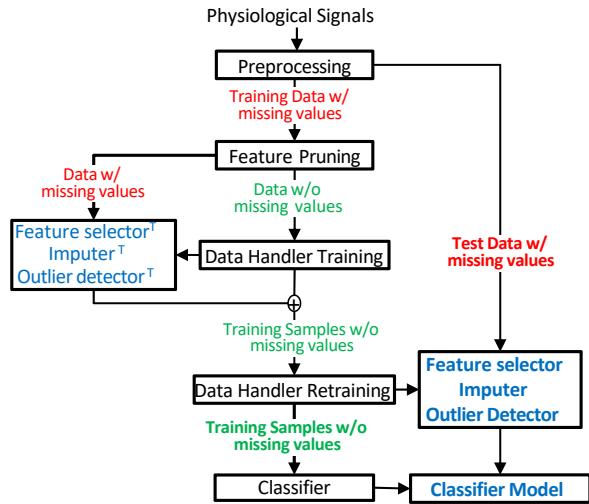 Physiological Signals
Preprocessing
Training Data w/
missing values
Feature Pruning
Data w/
missing values
Data w/o
missing values
Feature selectorᵀ
Imputer ᵀ
Outlier detectorᵀ
Data Handler Training
Test Data w/
missing values
Training Samples w/o
missing values
Data Handler Retraining
Feature selector
Imputer
Outlier Detector
Training Samples w/o
missing values
Classifier
Classifier Model